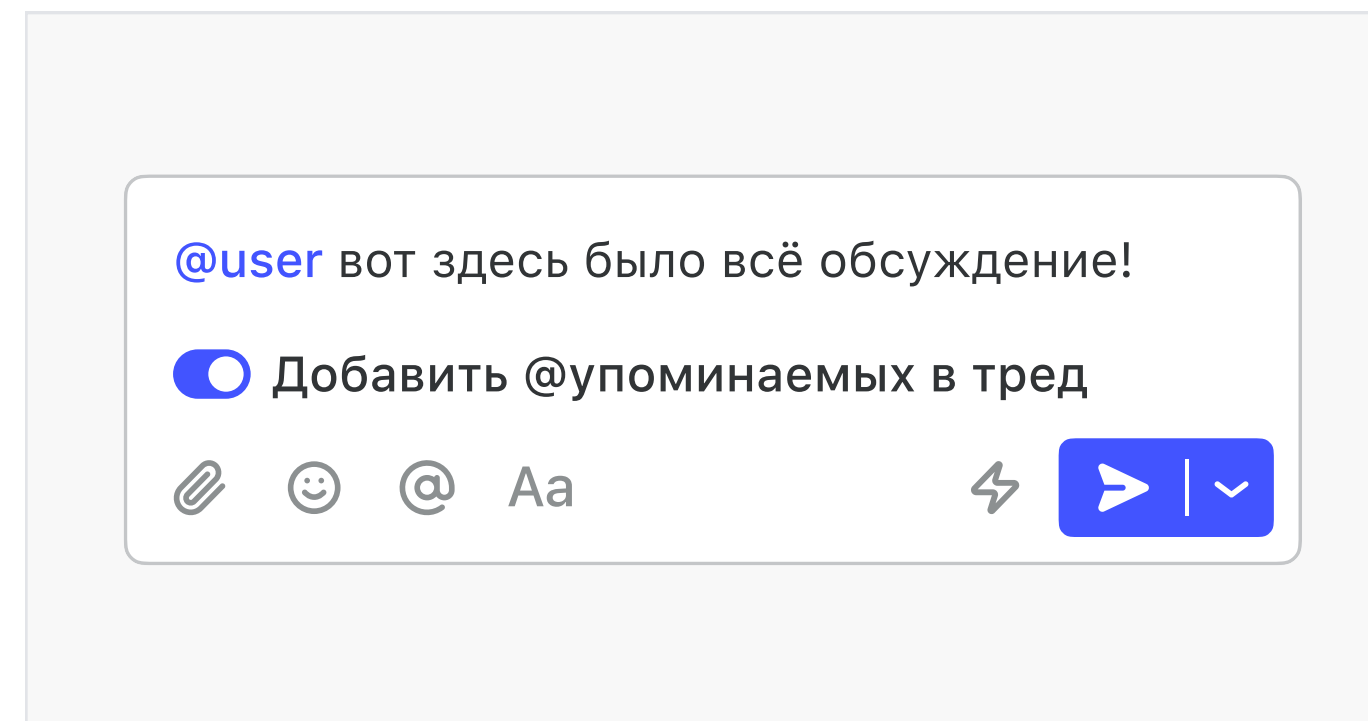 @user вот здесь было всё обсуждение!
Добавить @упоминаемых в тред
Aa